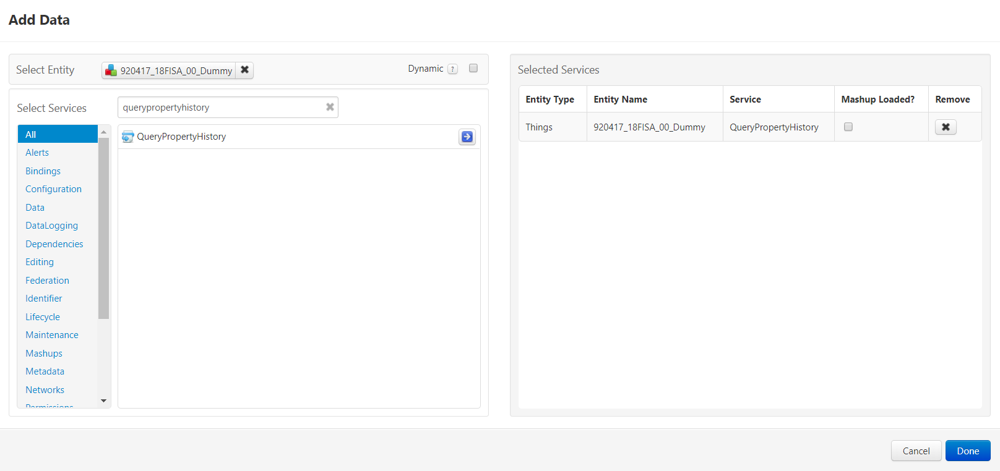 Add Data
Select Entity
920417_18FISA_00_Dummy
Dynamic ?
Select Services
querypropertyhistory
All
Alerts
Bindings
Configuration
Data
DataLogging
Dependencies
Editing
Federation
Identifier
Lifecycle
Maintenance
Mashups
Metadata
Networks
Permissions
QueryPropertyHistory
Selected Services
Entity Type Entity Name Service Mashup Loaded? Remove
Things 920417_18FISA_00_Dummy QueryPropertyHistory
Cancel Done